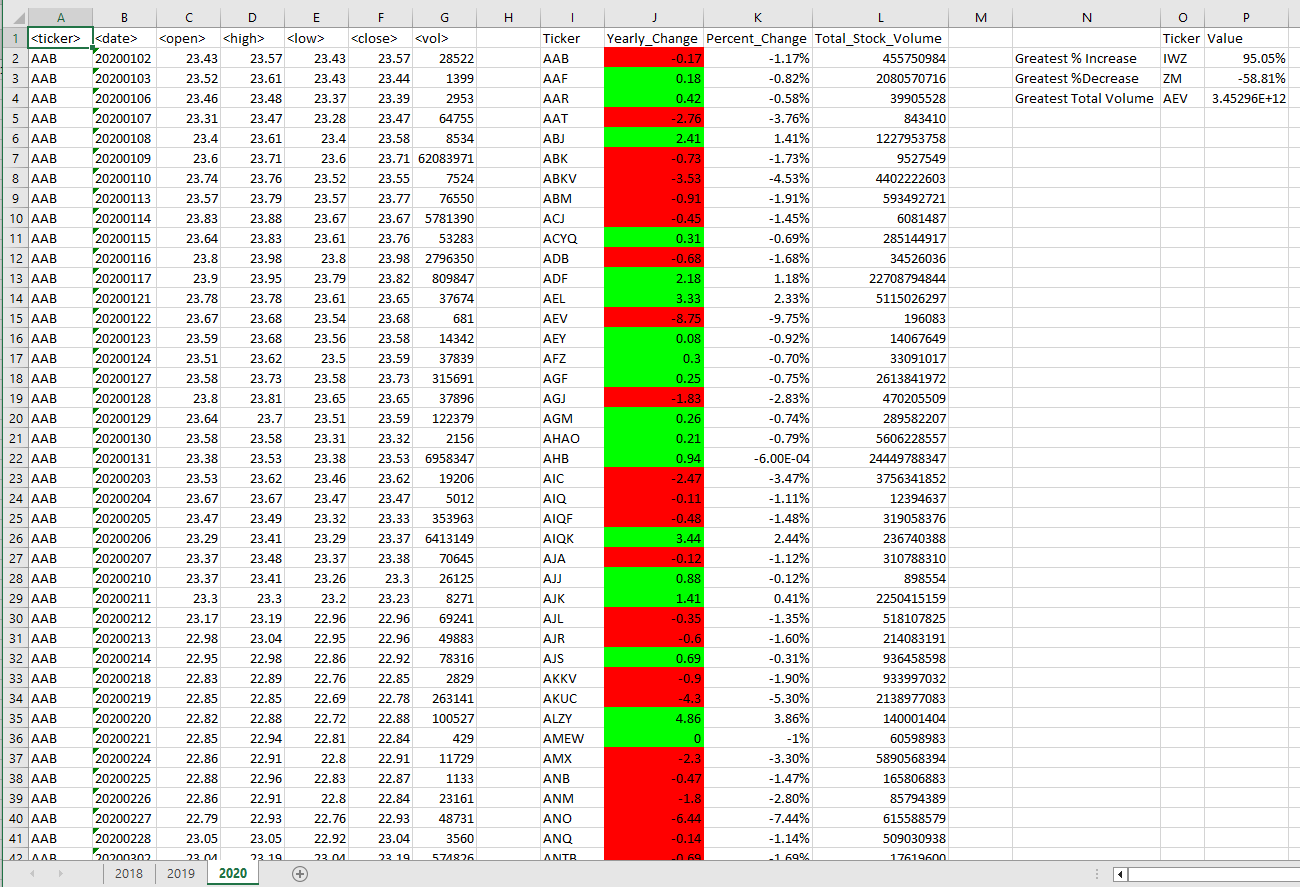 A B C D E F G H I J K L M N O P
1 <ticker> <date> <open> <high> <low> <close> <vol> Ticker Yearly_Change Percent_Change Total_Stock_Volume Ticker Value
2 AAB 20200102 23.43 23.57 23.43 23.57 28522 AAB -0.17 -1.17% 455750984 Greatest % Increase IWZ 95.05%
3 AAB 20200103 23.52 23.61 23.43 23.44 1399 AAF 0.18 -0.82% 2080570716 Greatest %Decrease ZM -58.81%
4 AAB 20200106 23.46 23.48 23.37 23.39 2953 AAR 0.42 -0.58% 39905528 Greatest Total Volume AEV 3.45296E+12
5 AAB 20200107 23.31 23.47 23.28 23.47 64755 AAT -2.76 -3.76% 843410
6 AAB 20200108 23.4 23.61 23.4 23.58 8534 ABJ 2.41 1.41% 1227953758
7 AAB 20200109 23.6 23.71 23.6 23.71 62083971 ABK -0.73 -1.73% 9527549
8 AAB 20200110 23.74 23.76 23.52 23.55 7524 ABKV -3.53 -4.53% 4402222603
9 AAB 20200113 23.57 23.79 23.57 23.77 76550 ABM -0.91 -1.91% 593492721
10 AAB 20200114 23.83 23.88 23.67 23.67 5781390 ACJ -0.45 -1.45% 6081487
11 AAB 20200115 23.64 23.83 23.61 23.76 53283 ACYQ 0.31 -0.69% 285144917
12 AAB 20200116 23.8 23.98 23.8 23.98 2796350 ADB -0.68 -1.68% 34526036
13 AAB 20200117 23.9 23.95 23.79 23.82 809847 ADF 2.18 1.18% 22708794844
14 AAB 20200121 23.78 23.78 23.61 23.65 37674 AEL 3.33 2.33% 5115026297
15 AAB 20200122 23.67 23.68 23.54 23.68 681 AEV -8.75 -9.75% 196083
16 AAB 20200123 23.59 23.68 23.56 23.58 14342 AEY 0.08 -0.92% 14067649
17 AAB 20200124 23.51 23.62 23.5 23.59 37839 AFZ 0.3 -0.70% 33091017
18 AAB 20200127 23.58 23.73 23.58 23.73 315691 AGF 0.25 -0.75% 2613841972
19 AAB 20200128 23.8 23.81 23.65 23.65 37896 AGJ -1.83 -2.83% 470205509
20 AAB 20200129 23.64 23.7 23.51 23.59 122379 AGM 0.26 -0.74% 289582207
21 AAB 20200130 23.58 23.58 23.31 23.32 2156 AHAO 0.21 -0.79% 5606228557
22 AAB 20200131 23.38 23.53 23.38 23.53 6958347 AHB 0.94 -6.00E-04 24449788347
23 AAB 20200203 23.53 23.62 23.46 23.62 19206 AIC -2.47 -3.47% 3756341852
24 AAB 20200204 23.67 23.67 23.47 23.47 5012 AIQ -0.11 -1.11% 12394637
25 AAB 20200205 23.47 23.49 23.32 23.33 353963 AIQF -0.48 -1.48% 319058376
26 AAB 20200206 23.29 23.41 23.29 23.37 6413149 AIQK 3.44 2.44% 236740388
27 AAB 20200207 23.37 23.48 23.37 23.38 70645 AJA -0.12 -1.12% 310788310
28 AAB 20200210 23.37 23.41 23.26 23.3 26125 AJJ 0.88 -0.12% 898554
29 AAB 20200211 23.3 23.3 23.2 23.23 8271 AJK 1.41 0.41% 2250415159
30 AAB 20200212 23.17 23.19 22.96 22.96 69241 AJL -0.35 -1.35% 518107825
31 AAB 20200213 22.98 23.04 22.95 22.96 49883 AJR -0.6 -1.60% 214083191
32 AAB 20200214 22.95 22.98 22.86 22.92 78316 AJS 0.69 -0.31% 936458598
33 AAB 20200218 22.83 22.89 22.76 22.85 2829 AKKV -0.9 -1.90% 933997032
34 AAB 20200219 22.85 22.85 22.69 22.78 263141 AKUC -4.3 -5.30% 2138977083
35 AAB 20200220 22.82 22.88 22.72 22.88 100527 ALZY 4.86 3.86% 140001404
36 AAB 20200221 22.85 22.94 22.81 22.84 429 AMEW 0 -1% 60598983
37 AAB 20200224 22.86 22.91 22.8 22.91 11729 AMX -2.3 -3.30% 5890568394
38 AAB 20200225 22.88 22.96 22.83 22.87 1133 ANB -0.47 -1.47% 165806883
39 AAB 20200226 22.86 22.91 22.8 22.84 23161 ANM -1.8 -2.80% 85794389
40 AAB 20200227 22.79 22.93 22.76 22.93 48731 ANO -6.44 -7.44% 615588579
41 AAB 20200228 23.05 23.05 22.92 23.04 3560 ANQ -0.14 -1.14% 509030938
42 AAB 20200302 23.04 23.19 23.04 23.19 574826 ANTB -0.69 -1.69% 17619600
2018 2019 2020